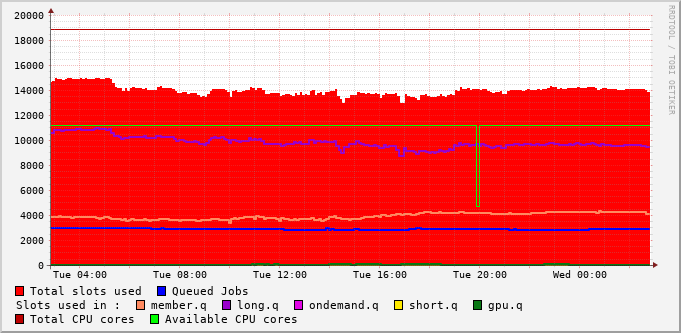 20000
18000
16000
14000
12000
10000
8000
6000
4000
2000
0
Tue 04:00 Tue 08:00 Tue 12:00 Tue 16:00 Tue 20:00 Wed 00:00
Total slots used Queued Jobs
Slots used in : member.q long.q ondemand.q short.q gpu.q
Total CPU cores Available CPU cores
RRDTOOL / TOBI OETIKER